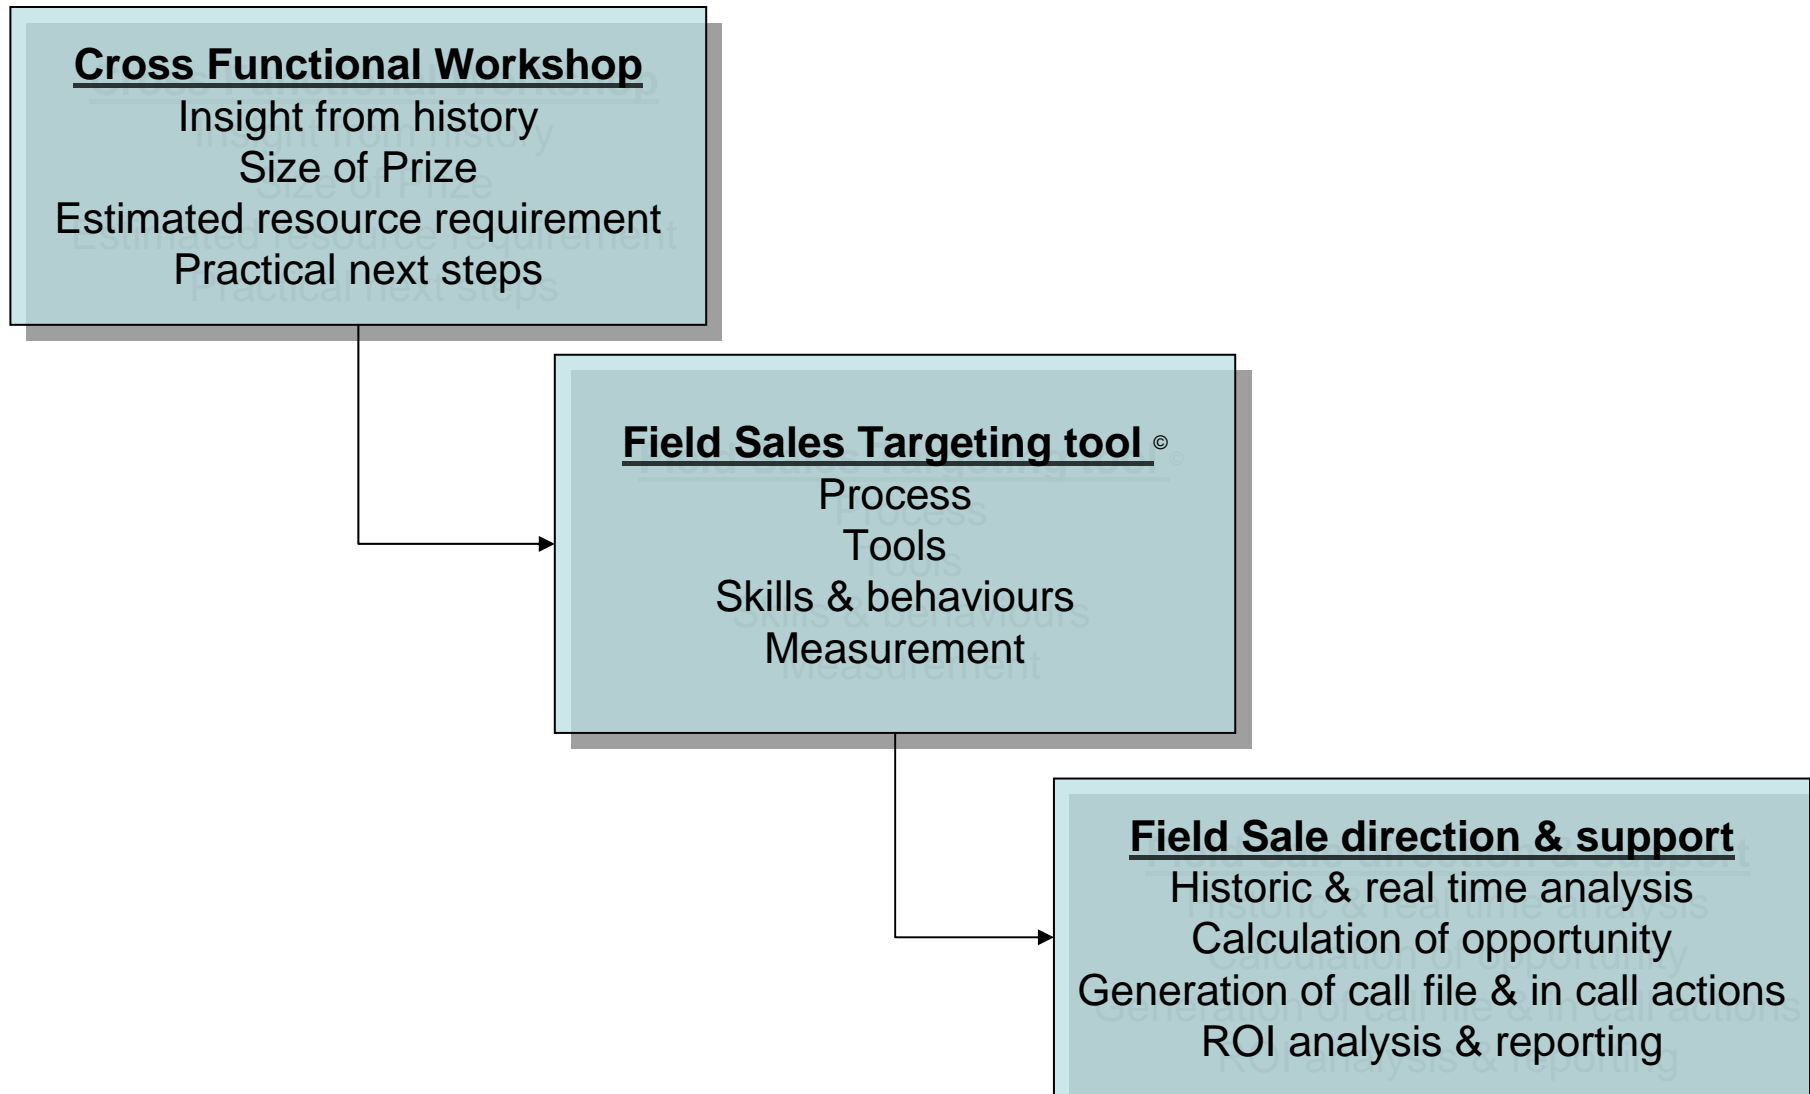 Cross Functional Workshop
Insight from history
Size of Prize
Estimated resource requirement
Practical next steps
Field Sales Targeting tool ©
Process
Tools
Skills & behaviours
Measurement
Field Sale direction & support
Historic & real time analysis
Calculation of opportunity
Generation of call file & in call actions
ROI analysis & reporting